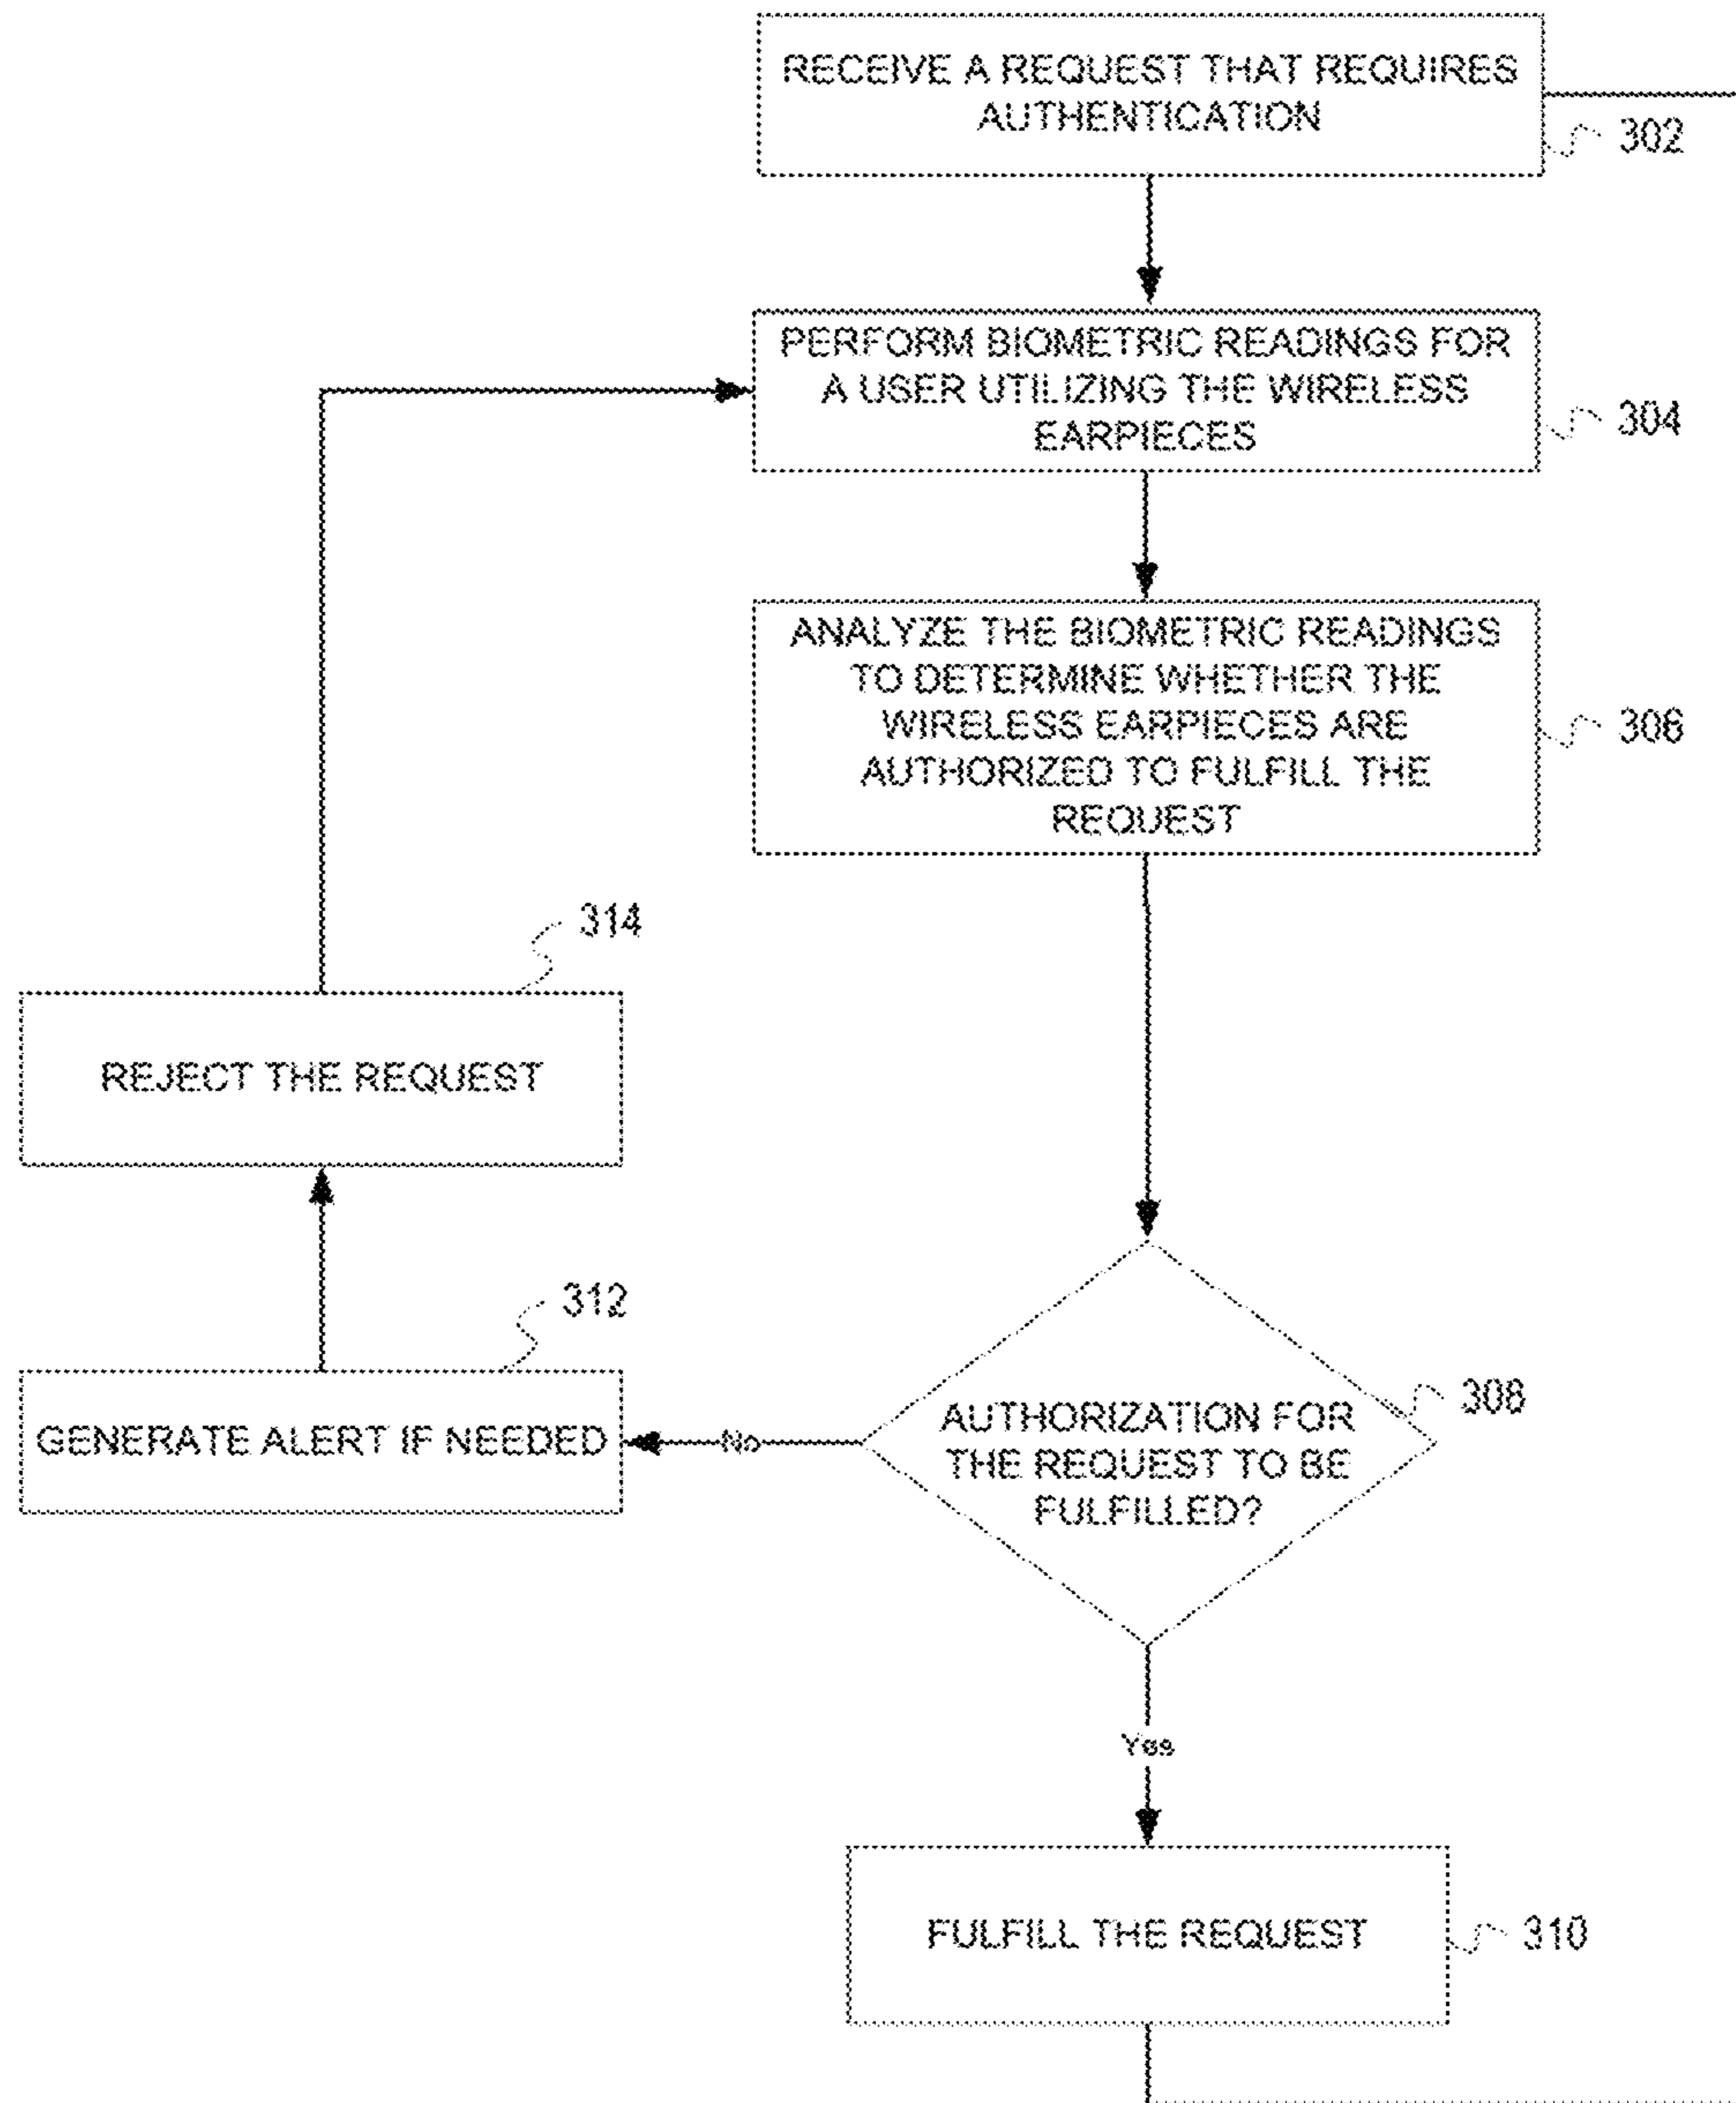 RECEIVE A REQUEST THAT REQUIRES
AUTHENTICATION
302
PERFORM BIOMETRIC READINGS FOR
A USER UTILIZING THE WIRELESS
EARPIECES
304
ANALYZE THE BIOMETRIC READINGS
TO DETERMINE WHETHER THE
WIRELESS EARPIECES ARE
AUTHORIZED TO FULFILL THE
REQUEST
306
314
REJECT THE REQUEST
312
GENERATE ALERT IF NEEDED
No
AUTHORIZATION FOR
THE REQUEST TO BE
FULFILLED?
308
Yes
FULFILL THE REQUEST
310